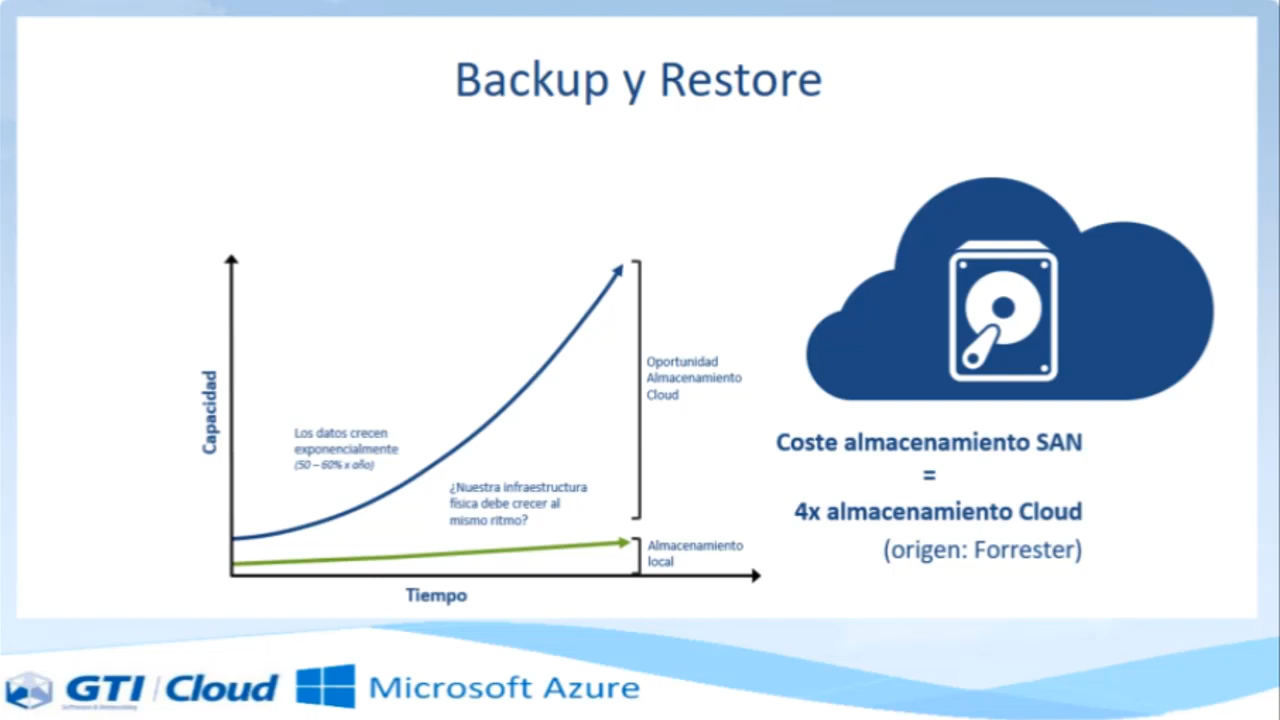 Backup y Restore
Capacidad
Los datos crecen
exponencialmente
(50 – 60% x año)
¿Nuestra infraestructura
física debe crecer al
mismo ritmo?
Oportunidad
Almacenamiento
Cloud
Almacenamiento
local
Tiempo
Coste almacenamiento SAN
=
4x almacenamiento Cloud
(origen: Forrester)
GTI Cloud
Microsoft Azure